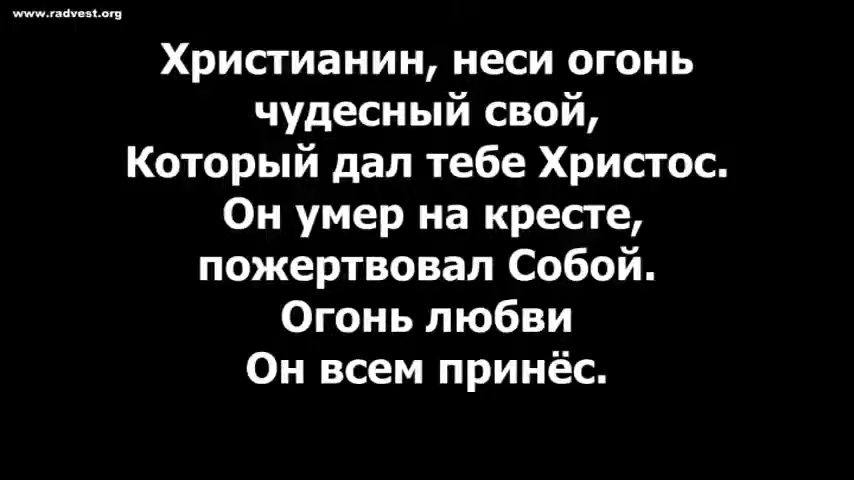 www.radvest.org
Христианин, неси огонь
чудесный свой,
Который дал тебе Христос.
Он умер на кресте,
пожертвовал Собой.
Огонь любви
Он всем принёс.